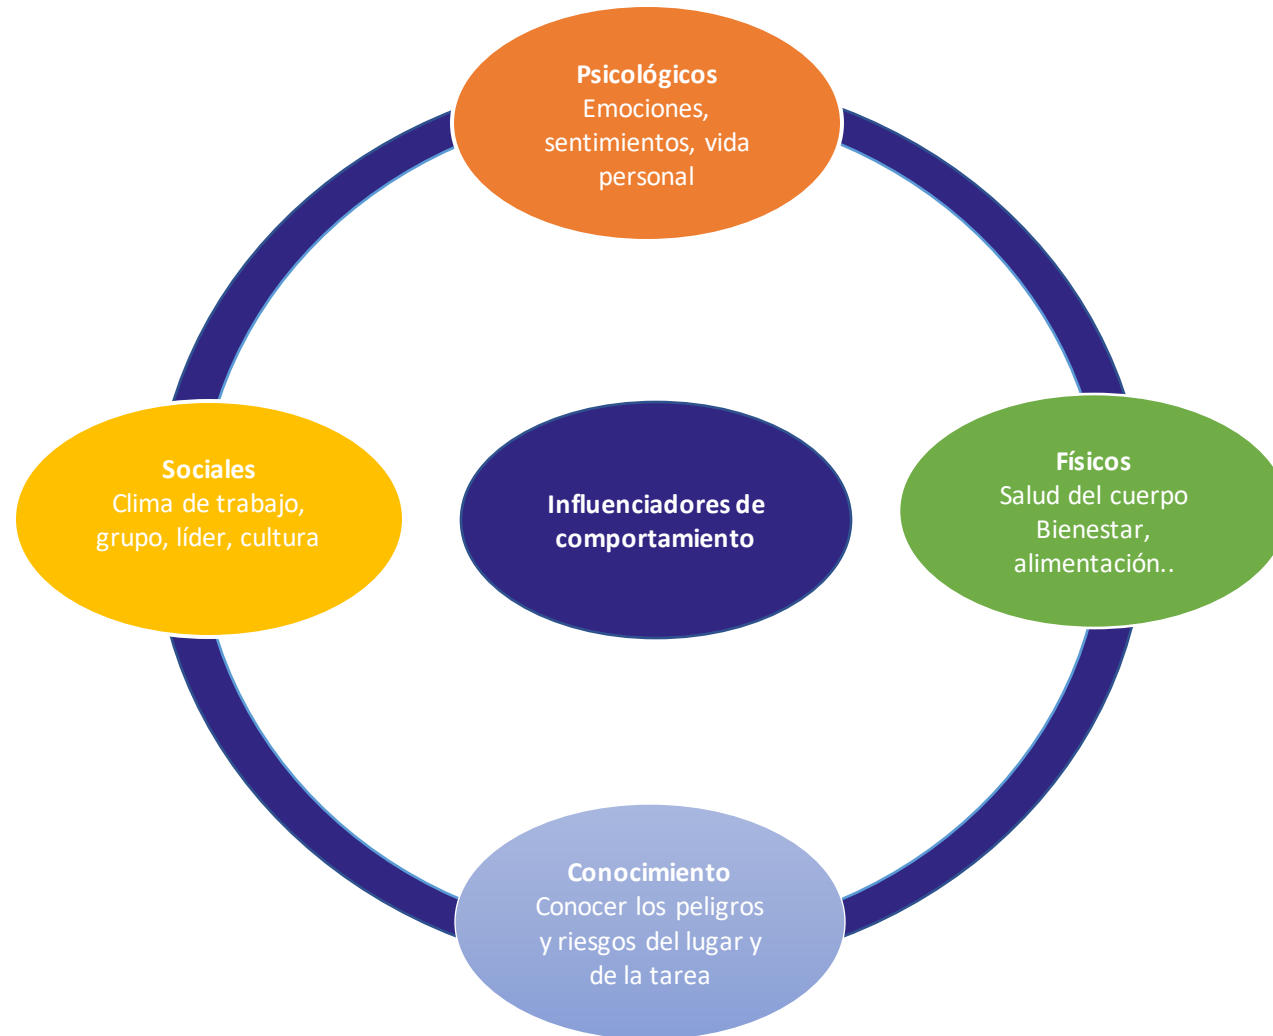 Psicológicos
Emociones,
sentimientos, vida
personal
Sociales
Clima de trabajo,
grupo, líder, cultura
Influenciadores de
comportamiento
Físicos
Salud del cuerpo
Bienestar,
alimentación..
Conocimiento
Conocer los peligros
y riesgos del lugar y
de la tarea